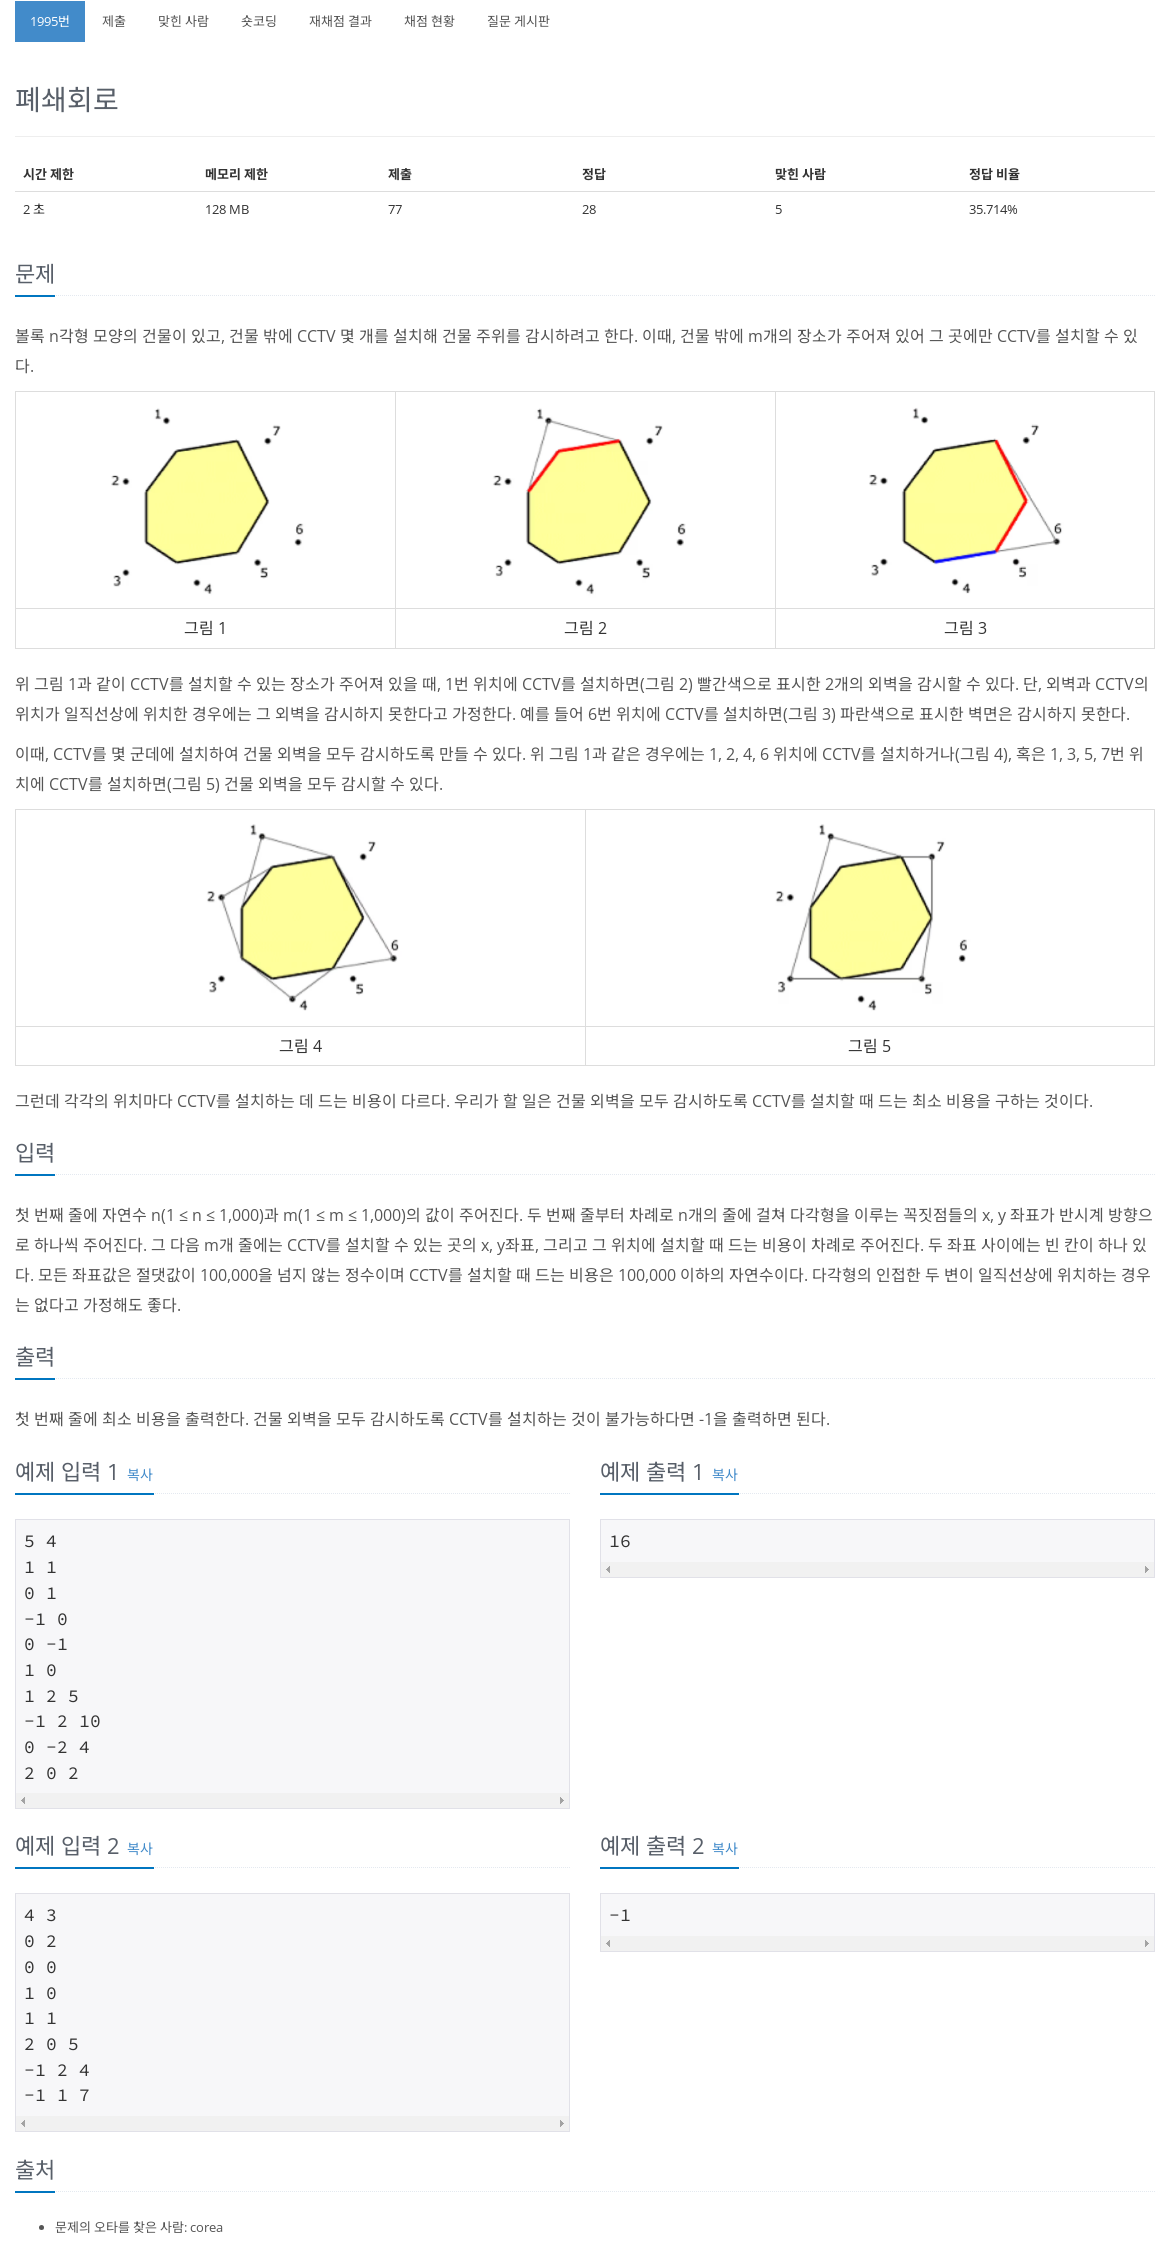 1995번 제출 맞힌 사람 숏코딩 재채점 결과 채점 현황 질문 게시판
폐쇄회로
시간 제한 메모리 제한 제출 정답 맞힌 사람 정답 비율
2 초 128 MB 77 28 5 35.714%
문제
볼록 n각형 모양의 건물이 있고, 건물 밖에 CCTV 몇 개를 설치해 건물 주위를 감시하려고 한다. 이때, 건물 밖에 m개의 장소가 주어져 있어 그 곳에만 CCTV를 설치할 수 있
다.
1 7 2 6 3 4 5
1 7 2 6 3 4 5
1 7 2 6 3 4 5
그림 1 그림 2 그림 3
위 그림 1과 같이 CCTV를 설치할 수 있는 장소가 주어져 있을 때, 1번 위치에 CCTV를 설치하면(그림 2) 빨간색으로 표시한 2개의 외벽을 감시할 수 있다. 단, 외벽과 CCTV의
위치가 일직선상에 위치한 경우에는 그 외벽을 감시하지 못한다고 가정한다. 예를 들어 6번 위치에 CCTV를 설치하면(그림 3) 파란색으로 표시한 벽면은 감시하지 못한다.
이때, CCTV를 몇 군데에 설치하여 건물 외벽을 모두 감시하도록 만들 수 있다. 위 그림 1과 같은 경우에는 1, 2, 4, 6 위치에 CCTV를 설치하거나(그림 4), 혹은 1, 3, 5, 7번 위
치에 CCTV를 설치하면(그림 5) 건물 외벽을 모두 감시할 수 있다.
1 7 2 6 3 4 5
1 7 2 6 3 4 5
그림 4 그림 5
그런데 각각의 위치마다 CCTV를 설치하는 데 드는 비용이 다르다. 우리가 할 일은 건물 외벽을 모두 감시하도록 CCTV를 설치할 때 드는 최소 비용을 구하는 것이다.
입력
첫 번째 줄에 자연수 n(1 ≤ n ≤ 1,000)과 m(1 ≤ m ≤ 1,000)의 값이 주어진다. 두 번째 줄부터 차례로 n개의 줄에 걸쳐 다각형을 이루는 꼭짓점들의 x, y 좌표가 반시계 방향으
로 하나씩 주어진다. 그 다음 m개 줄에는 CCTV를 설치할 수 있는 곳의 x, y좌표, 그리고 그 위치에 설치할 때 드는 비용이 차례로 주어진다. 두 좌표 사이에는 빈 칸이 하나 있
다. 모든 좌표값은 절댓값이 100,000을 넘지 않는 정수이며 CCTV를 설치할 때 드는 비용은 100,000 이하의 자연수이다. 다각형의 인접한 두 변이 일직선상에 위치하는 경우
는 없다고 가정해도 좋다.
출력
첫 번째 줄에 최소 비용을 출력한다. 건물 외벽을 모두 감시하도록 CCTV를 설치하는 것이 불가능하다면 -1을 출력하면 된다.
예제 입력 1 복사
5 4
1 1
0 1
-1 0
0 -1
1 0
1 2 5
-1 2 10
0 -2 4
2 0 2
예제 출력 1 복사
16
예제 입력 2 복사
4 3
0 2
0 0
1 0
1 1
2 0 5
-1 2 4
-1 1 7
예제 출력 2 복사
-1
출처
문제의 오타를 찾은 사람: corea